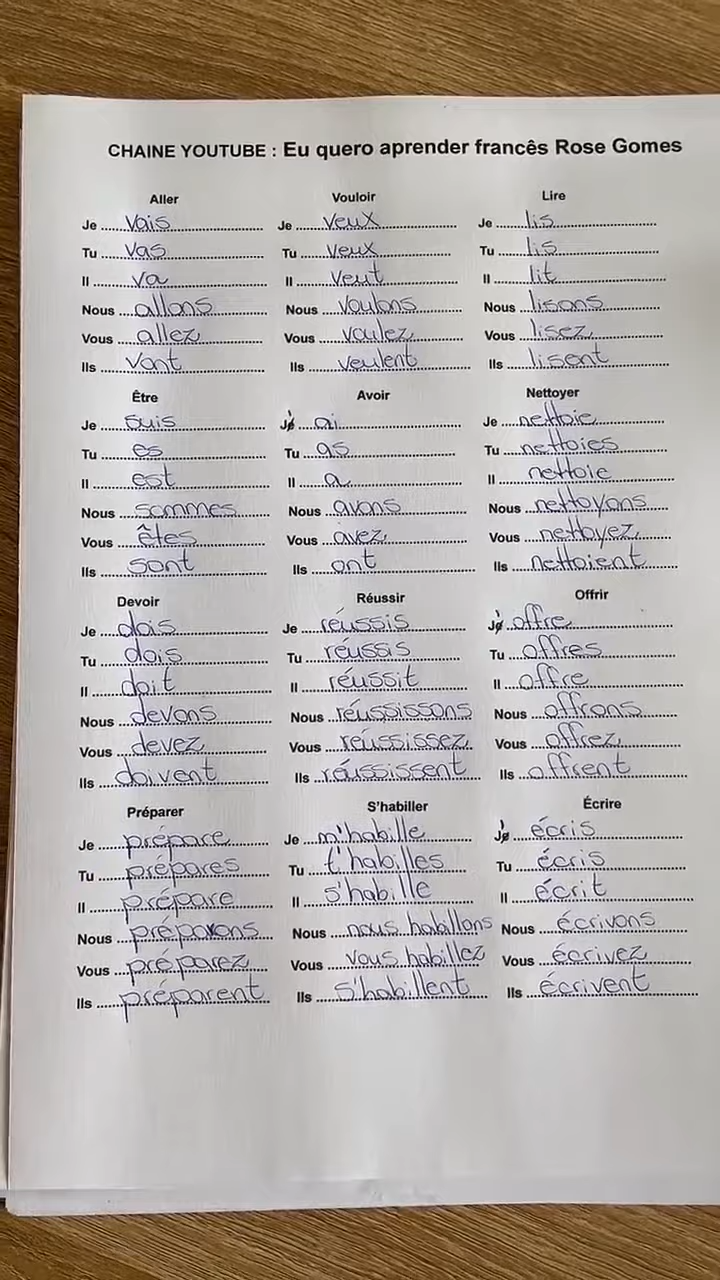 CHAINE YOUTUBE : Eu quero aprender francês Rose Gomes
Aller
Je vais
Tu vas
Il va
Nous allons
Vous allez
Ils vont
Vouloir
Je veux
Tu veux
Il veut
Nous voulons
Vous voulez
Ils veulent
Lire
Je lis
Tu lis
Il lit
Nous lisons
Vous lisez
Ils lisent
Être
Je suis
Tu es
Il est
Nous sommes
Vous êtes
Ils sont
Avoir
J' ai
Tu as
Il a
Nous avons
Vous avez
Ils ont
Nettoyer
Je nettoie
Tu nettoies
Il nettoie
Nous nettoyons
Vous nettoyez
Ils nettoient
Devoir
Je dois
Tu dois
Il doit
Nous devons
Vous devez
Ils doivent
Réussir
Je réussis
Tu réussis
Il réussit
Nous réussissons
Vous réussissez
Ils réussissent
Offrir
J' offre
Tu offres
Il offre
Nous offrons
Vous offrez
Ils offrent
Préparer
Je prépare
Tu prépares
Il prépare
Nous préparons
Vous préparez
Ils préparent
S'habiller
Je m'habille
Tu t'habilles
Il s'habille
Nous nous habillons
Vous vous habillez
Ils s'habillent
Écrire
J' écris
Tu écris
Il écrit
Nous écrivons
Vous écrivez
Ils écrivent